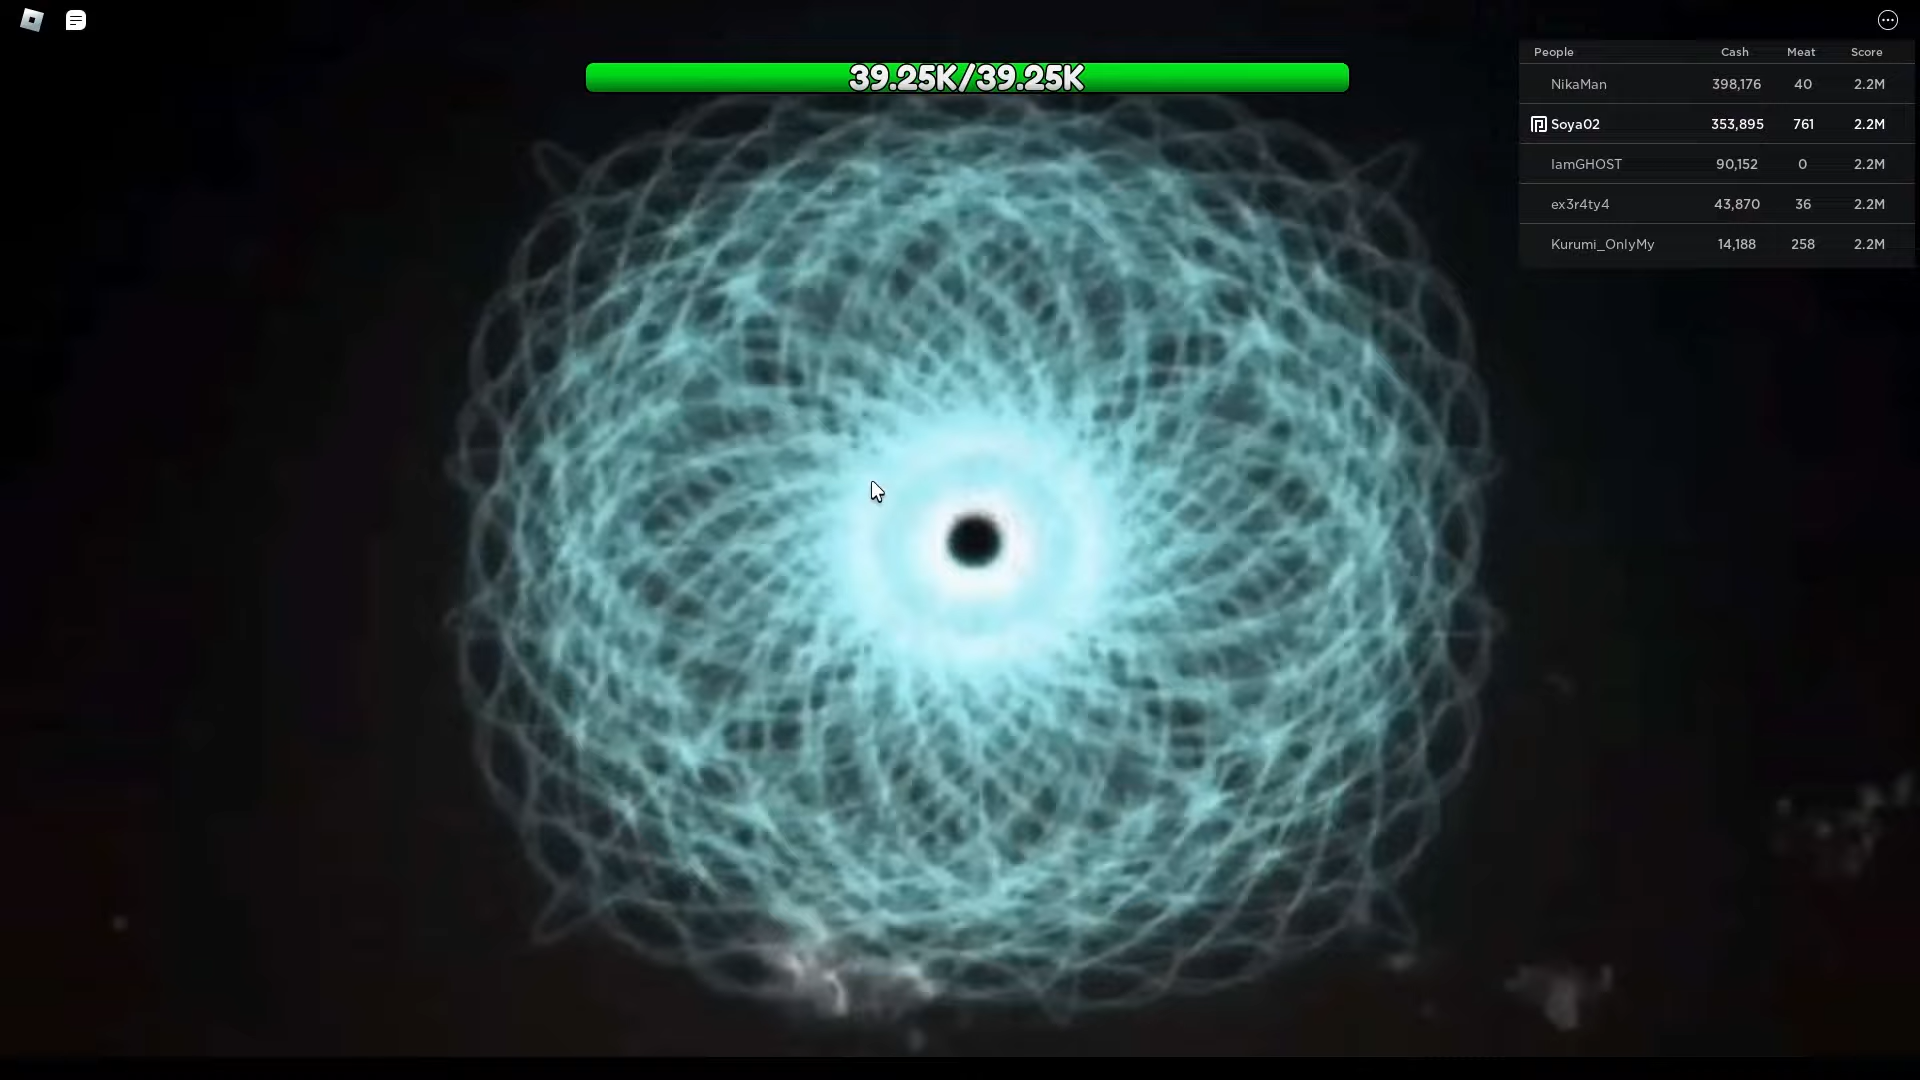 39.25K/39.25K
People Cash Meat Score
NikaMan 398,176 40 2.2M
Soya02 353,895 761 2.2M
IamGHOST 90,152 0 2.2M
ex3r4ty4 43,870 36 2.2M
Kurumi_OnlyMy 14,188 258 2.2M